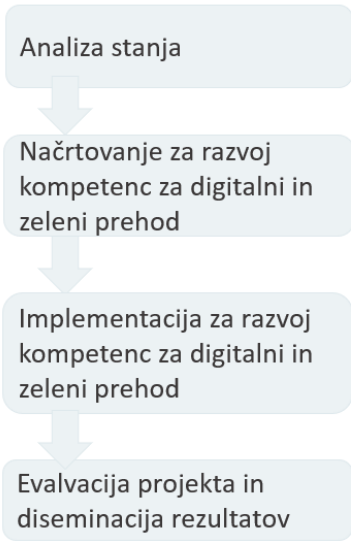 Analiza stanja
Načrtovanje za razvoj
kompetenc za digitalni in
zeleni prehod
Implementacija za razvoj
kompetenc za digitalni in
zeleni prehod
Evalvacija projekta in
diseminacija rezultatov